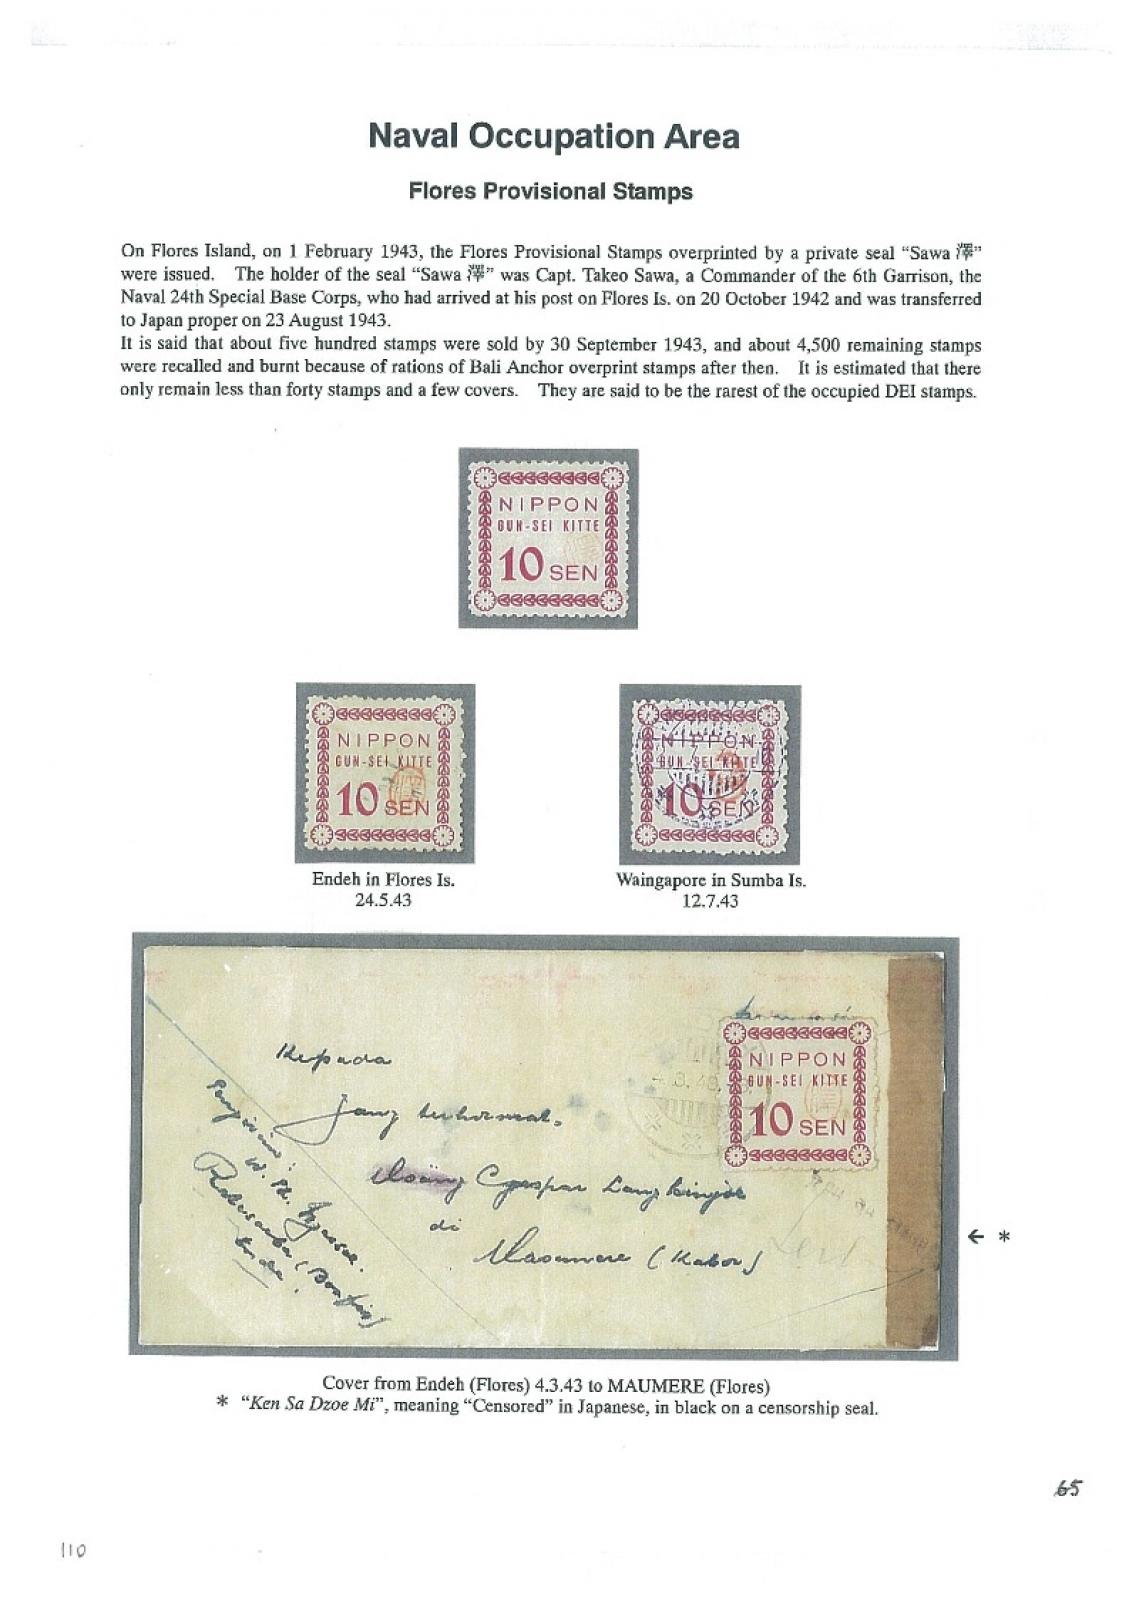 Naval Occupation Area
Flores Provisional Stamps
On Flores Island, on 1 February 1943, the Flores Provisional Stamps overprinted by a private seal “Sawa 澤”
were issued. The holder of the seal “Sawa 澤” was Capt. Takeo Sawa, a Commander of the 6th Garrison, the
Naval 24th Special Base Corps, who had arrived at his post on Flores Is. on 20 October 1942 and was transferred
to Japan proper on 23 August 1943.
It is said that about five hundred stamps were sold by 30 September 1943, and about 4,500 remaining stamps
were recalled and burnt because of rations of Bali Anchor overprint stamps after then. It is estimated that there
only remain less than forty stamps and a few covers. They are said to be the rarest of the occupied DEI stamps.
NIPPON
GUN-SEI KITTE
10 SEN
NIPPON
GUN-SEI KITTE
10 SEN
NIPPON
GUN-SEI KITTE
10 SEN
Endeh in Flores Is.
24.5.43
Waingapore in Sumba Is.
12.7.43
NIPPON
GUN-SEI KITTE
10 SEN
Kepada
Jang terhormat.
di
Maoemere (Kabor)
← *
Cover from Endeh (Flores) 4.3.43 to MAUMERE (Flores)
* “Ken Sa Dzoe Mi”, meaning “Censored” in Japanese, in black on a censorship seal.
65
110